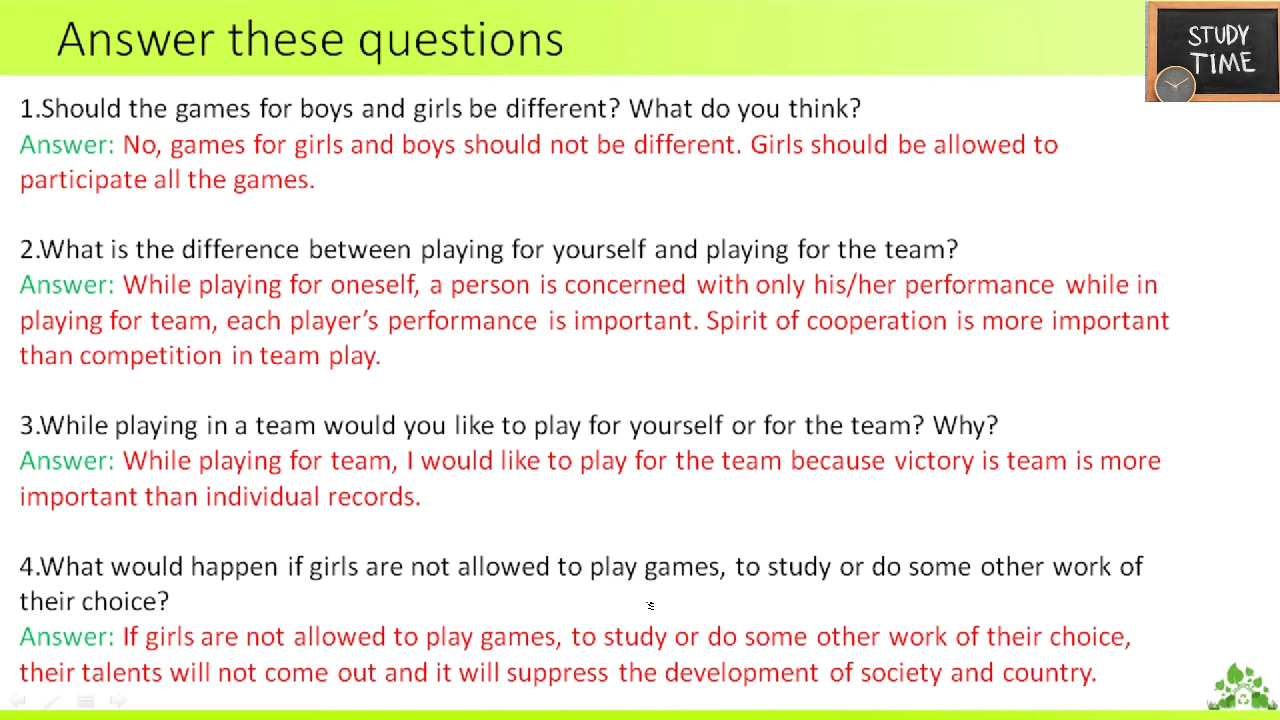 Answer these questions
STUDY
TIME
1.Should the games for boys and girls be different? What do you think?
Answer: No, games for girls and boys should not be different. Girls should be allowed to
participate all the games.
2.What is the difference between playing for yourself and playing for the team?
Answer: While playing for oneself, a person is concerned with only his/her performance while in
playing for team, each player's performance is important. Spirit of cooperation is more important
than competition in team play.
3.While playing in a team would you like to play for yourself or for the team? Why?
Answer: While playing for team, I would like to play for the team because victory is team is more
important than individual records.
4.What would happen if girls are not allowed to play games, to study or do some other work of
their choice?
Answer: If girls are not allowed to play games, to study or do some other work of their choice,
their talents will not come out and it will suppress the development of society and country.